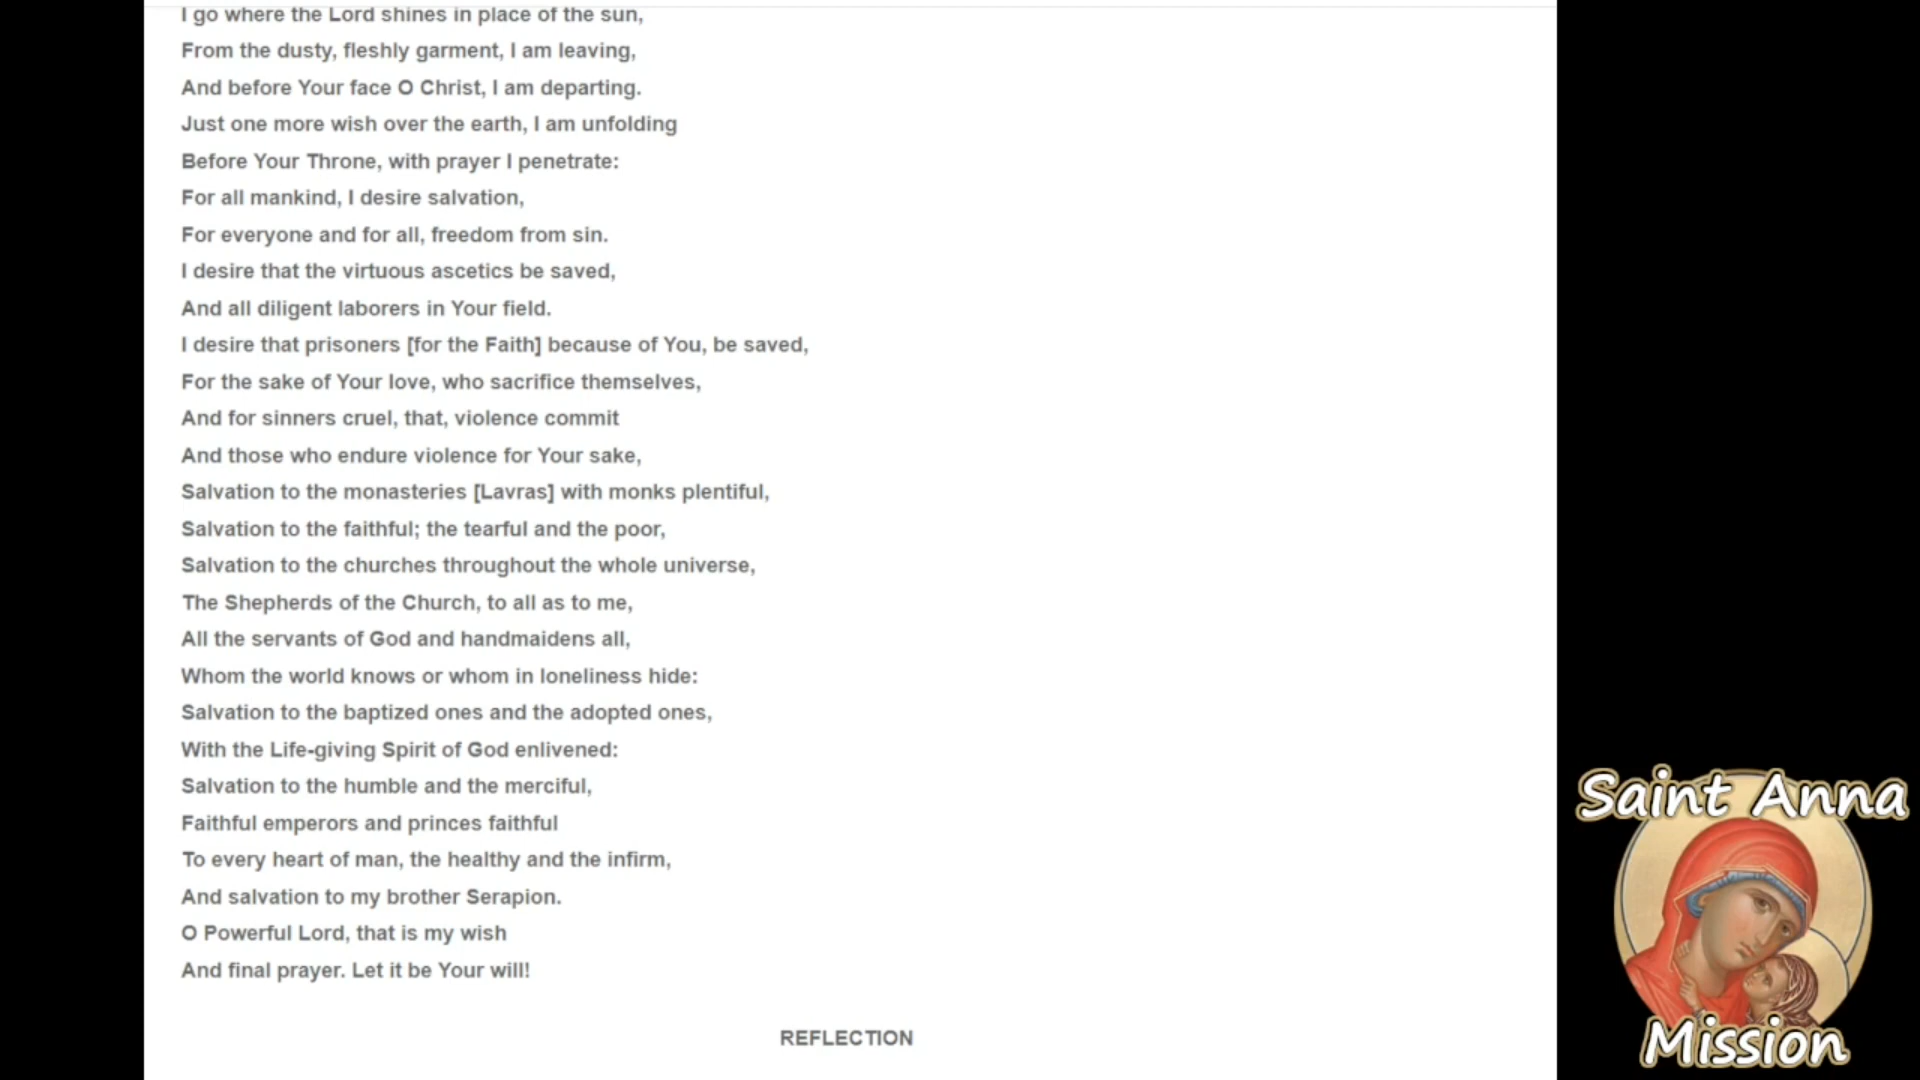 I go where the Lord shines in place of the sun,
From the dusty, fleshly garment, I am leaving,
And before Your face O Christ, I am departing.
Just one more wish over the earth, I am unfolding
Before Your Throne, with prayer I penetrate:
For all mankind, I desire salvation,
For everyone and for all, freedom from sin.
I desire that the virtuous ascetics be saved,
And all diligent laborers in Your field.
I desire that prisoners [for the Faith] because of You, be saved,
For the sake of Your love, who sacrifice themselves,
And for sinners cruel, that, violence commit
And those who endure violence for Your sake,
Salvation to the monasteries [Lavras] with monks plentiful,
Salvation to the faithful; the tearful and the poor,
Salvation to the churches throughout the whole universe,
The Shepherds of the Church, to all as to me,
All the servants of God and handmaidens all,
Whom the world knows or whom in loneliness hide:
Salvation to the baptized ones and the adopted ones,
With the Life-giving Spirit of God enlivened:
Salvation to the humble and the merciful,
Faithful emperors and princes faithful
To every heart of man, the healthy and the infirm,
And salvation to my brother Serapion.
O Powerful Lord, that is my wish
And final prayer. Let it be Your will!
REFLECTION
Saint Anna
Mission